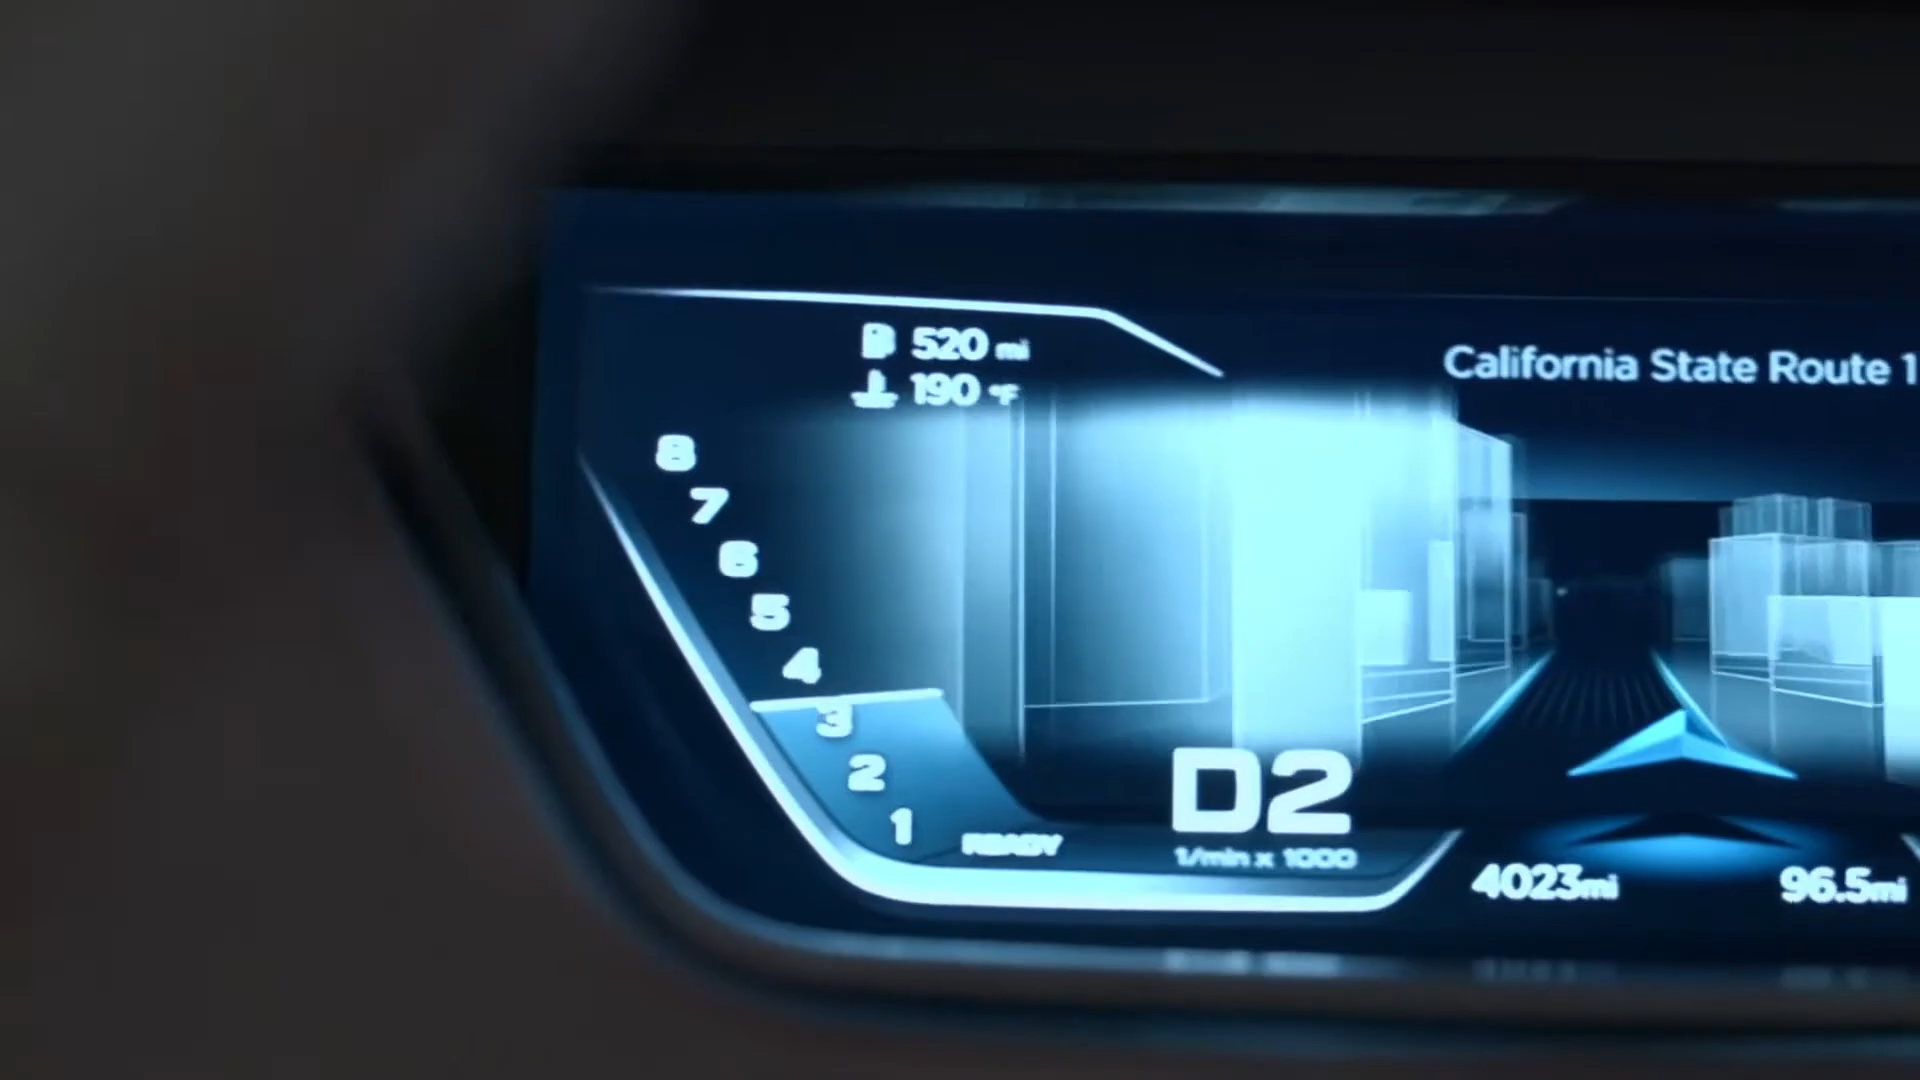 520 mi
190 °F
California State Route 1
8
7
6
5
4
3
2
1
READY
D2
1/min x 1000
4023mi
96.5mi